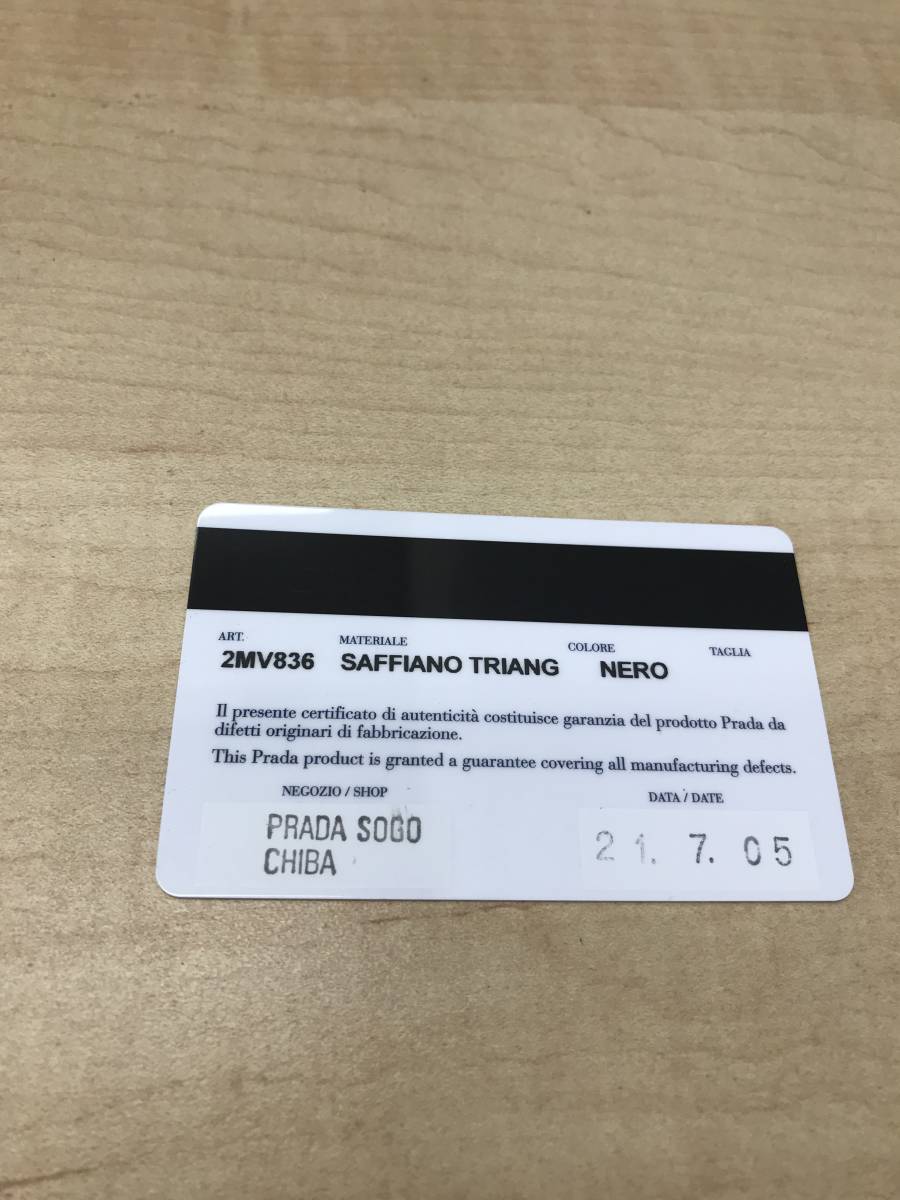 ART. MATERIALE COLORE TAGLIA
2MV836 SAFFIANO TRIANG NERO
Il presente certificato di autenticità costituisce garanzia del prodotto Prada da
difetti originari di fabbricazione.
This Prada product is granted a guarantee covering all manufacturing defects.
NEGOZIO / SHOP DATA / DATE
PRADA SOGO
CHIBA
21. 7. 05